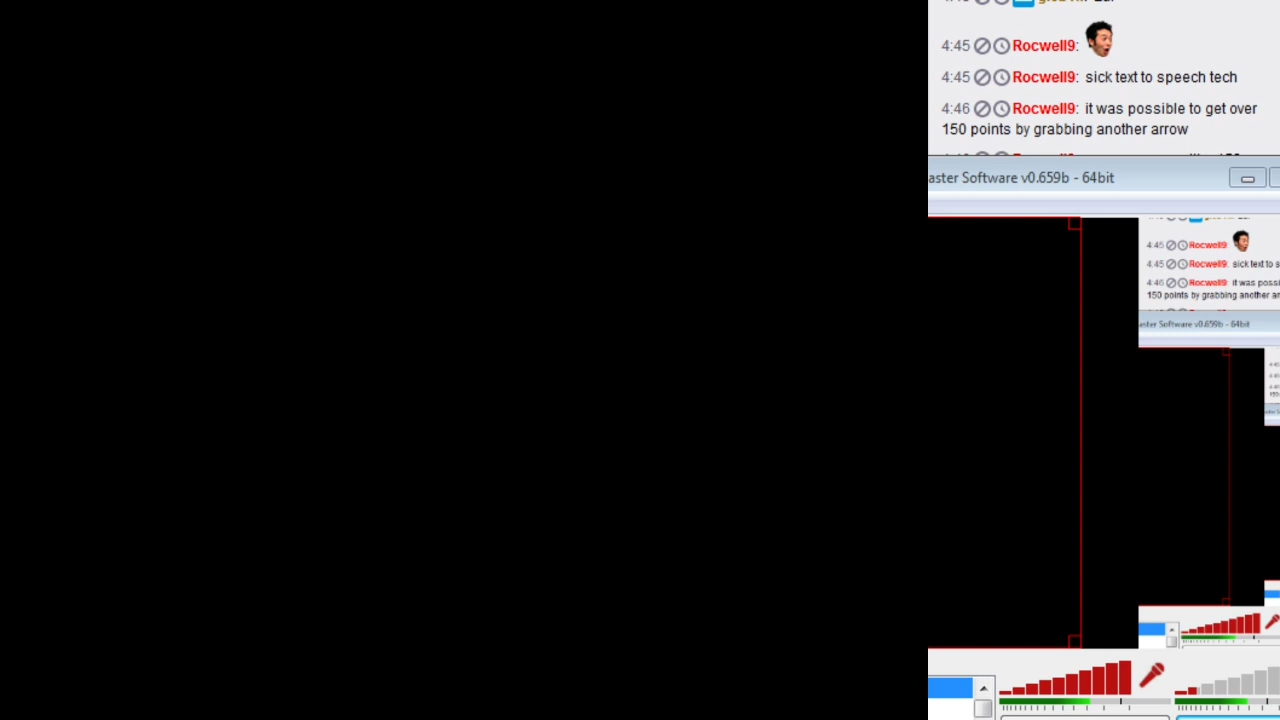 4:45 Rocwell9:
4:45 Rocwell9: sick text to speech tech
4:46 Rocwell9: it was possible to get over
150 points by grabbing another arrow
aster Software v0.659b - 64bit
4:45 Rocwell9:
4:45 Rocwell9: sick text to s
4:46 Rocwell9: it was possi
150 points by grabbing another ar
aster Software v0.659b - 64bit